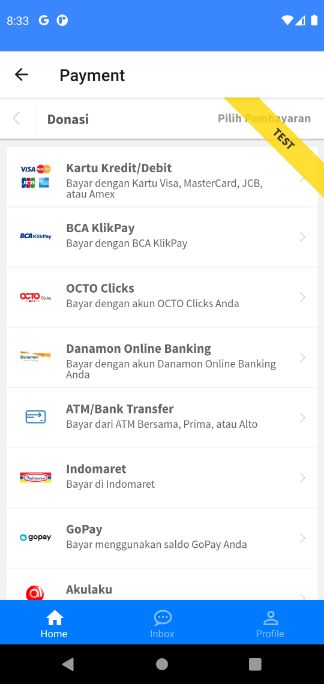 8:33
Payment
Donasi
Pilih Pembayaran
TEST
VISA
JCB
Kartu Kredit/Debit
Bayar dengan Kartu Visa, MasterCard, JCB,
atau Amex
BCA KlikPay
BCA KlikPay
Bayar dengan BCA KlikPay
OCTO Clicks
OCTO Clicks
Bayar dengan akun OCTO Clicks Anda
Danamon
Danamon Online Banking
Bayar dengan akun Danamon Online Banking
Anda
ATM/Bank Transfer
Bayar dari ATM Bersama, Prima, atau Alto
Indomaret
Indomaret
Bayar di Indomaret
gopay
GoPay
Bayar menggunakan saldo GoPay Anda
Akulaku
Home
Inbox
Profile